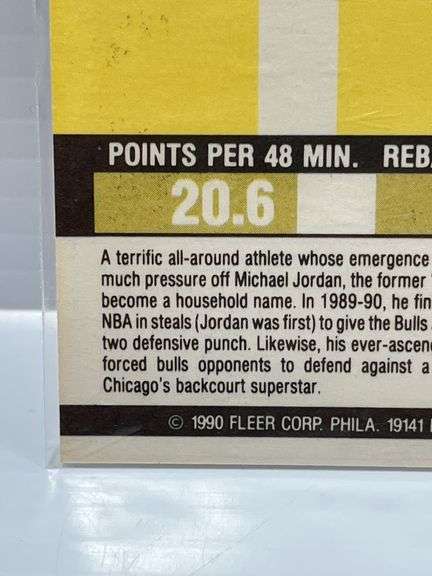 POINTS PER 48 MIN. REB
20.6
A terrific all-around athlete whose emergence
much pressure off Michael Jordan, the former
become a household name. In 1989-90, he fin
NBA in steals (Jordan was first) to give the Bulls
two defensive punch. Likewise, his ever-ascen
forced bulls opponents to defend against a
Chicago's backcourt superstar.
© 1990 FLEER CORP. PHILA. 19141